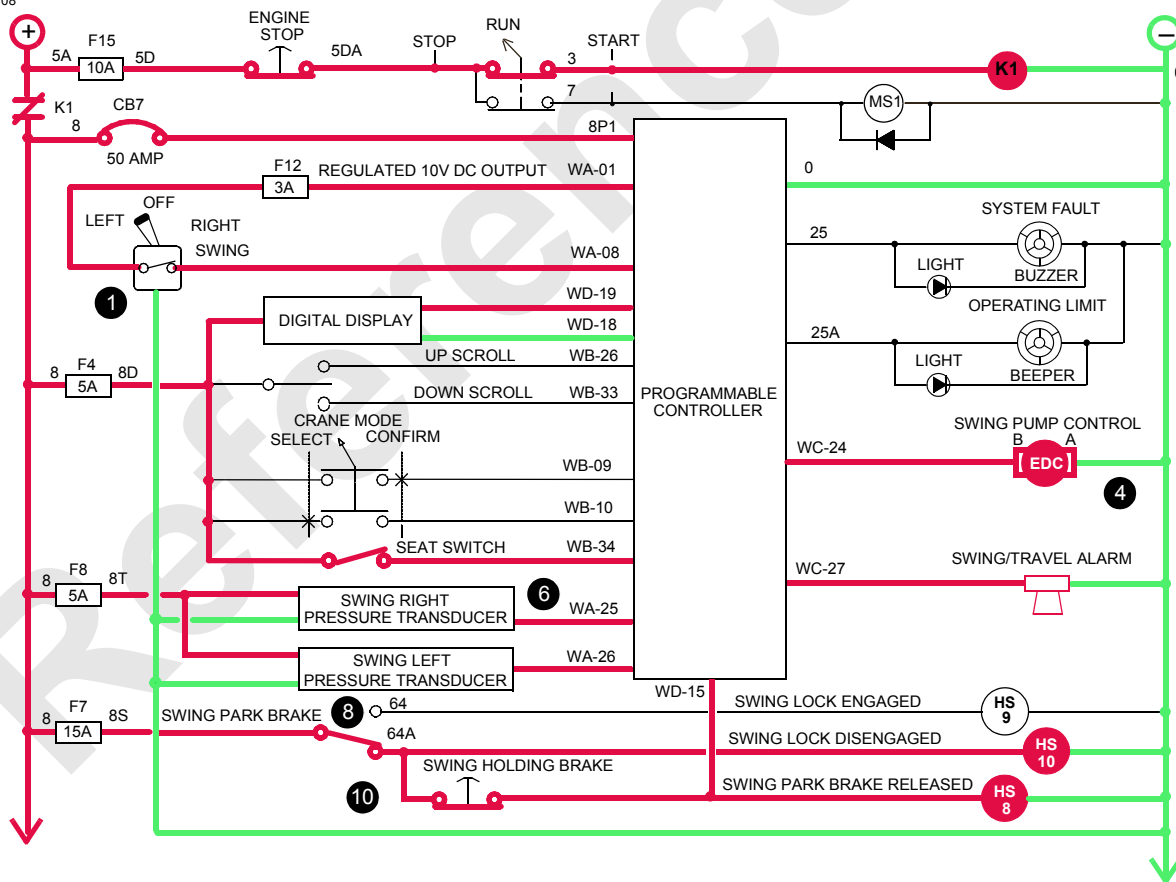 08
+
−
5A
F15
10A
5D
ENGINE
STOP
5DA
STOP
RUN
3
START
K1
7
MS1
K1
8
CB7
50 AMP
8P1
F12
3A
REGULATED 10V DC OUTPUT
WA-01
0
LEFT
OFF
RIGHT
SWING
WA-08
25
SYSTEM FAULT
LIGHT
BUZZER
1
DIGITAL DISPLAY
WD-19
WD-18
OPERATING LIMIT
25A
LIGHT
BEEPER
UP SCROLL
WB-26
8
F4
5A
8D
DOWN SCROLL
WB-33
PROGRAMMABLE
CONTROLLER
CRANE MODE
SELECT
CONFIRM
SWING PUMP CONTROL
B
A
WC-24
EDC
4
WB-09
WB-10
SEAT SWITCH
WB-34
SWING/TRAVEL ALARM
WC-27
8
F8
5A
8T
SWING RIGHT
PRESSURE TRANSDUCER
6
WA-25
SWING LEFT
PRESSURE TRANSDUCER
WA-26
WD-15
8
F7
15A
8S
SWING PARK BRAKE
8
64
SWING LOCK ENGAGED
HS
9
64A
SWING LOCK DISENGAGED
HS
10
10
SWING HOLDING BRAKE
SWING PARK BRAKE RELEASED
HS
8